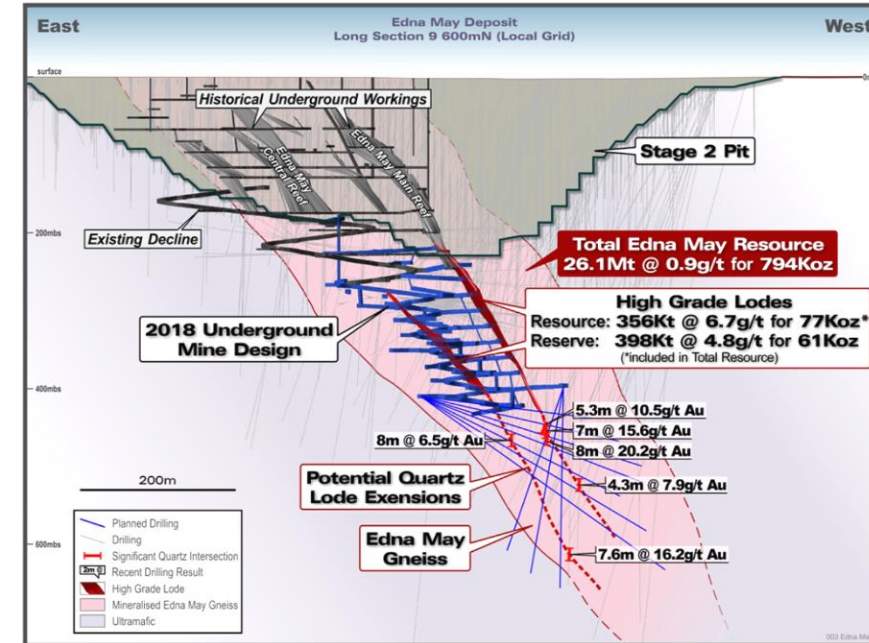 East
Edna May Deposit
Long Section 9 600mN (Local Grid)
West
surface
Historical Underground Workings
Edna May
Central Reef
Edna May Main Reef
Stage 2 Pit
200mbs
Existing Decline
Total Edna May Resource
26.1Mt @ 0.9g/t for 794Koz
High Grade Lodes
Resource: 356Kt @ 6.7g/t for 77Koz*
Reserve: 398Kt @ 4.8g/t for 61Koz
(*included in Total Resource)
2018 Underground
Mine Design
400mbs
5.3m @ 10.5g/t Au
7m @ 15.6g/t Au
8m @ 6.5g/t Au
8m @ 20.2g/t Au
200m
Potential Quartz
Lode Exensions
4.3m @ 7.9g/t Au
Edna May
Gneiss
600mbs
7.6m @ 16.2g/t Au
Planned Drilling
Drilling
Significant Quartz Intersection
Recent Drilling Result
High Grade Lode
Mineralised Edna May Gneiss
Ultramafic
003 Edna Ma